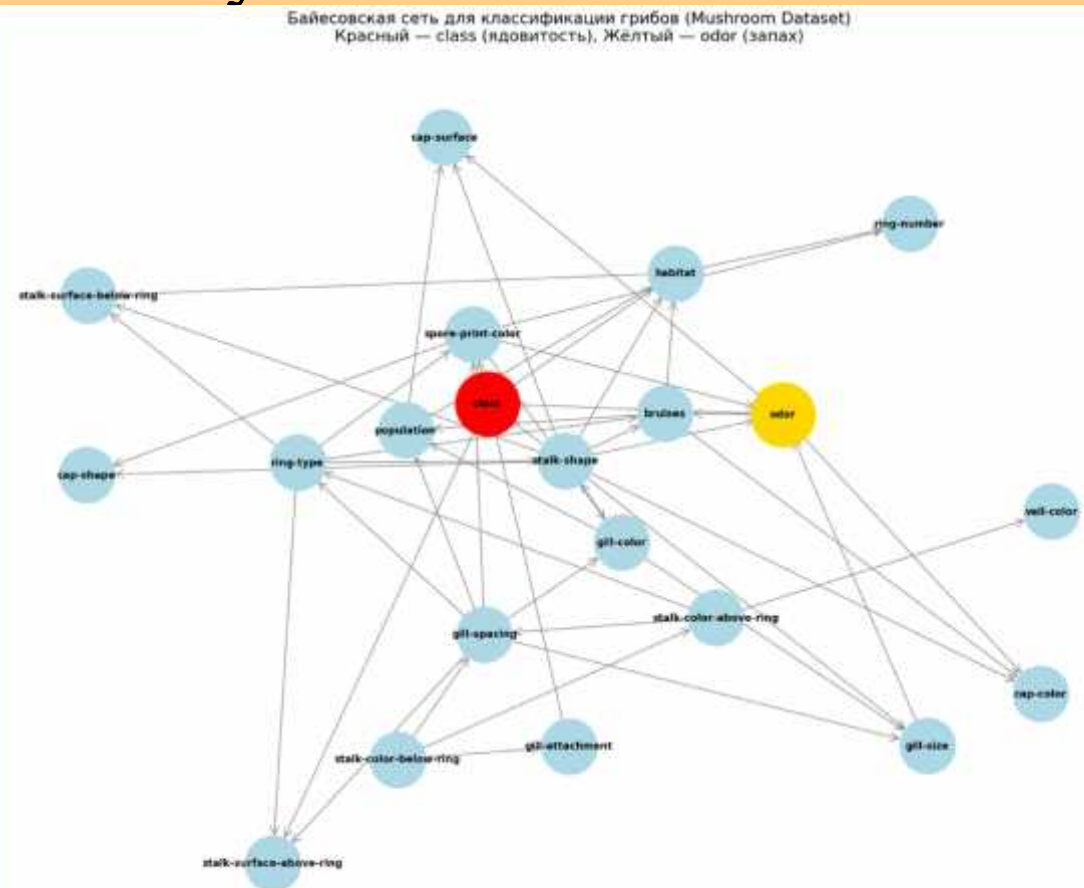 Байесовская сеть для классификации грибов (Mushroom Dataset)
Красный — class (ядовитость), Жёлтый — odor (запах)
cap-surface
ring-number
habitat
stalk-surface-below-ring
spore-print-color
class
bruises
odor
population
stalk-shape
ring-type
cap-shape
veil-color
gill-color
stalk-color-above-ring
gill-spacing
cap-color
gill-size
gill-attachment
stalk-color-below-ring
stalk-surface-above-ring